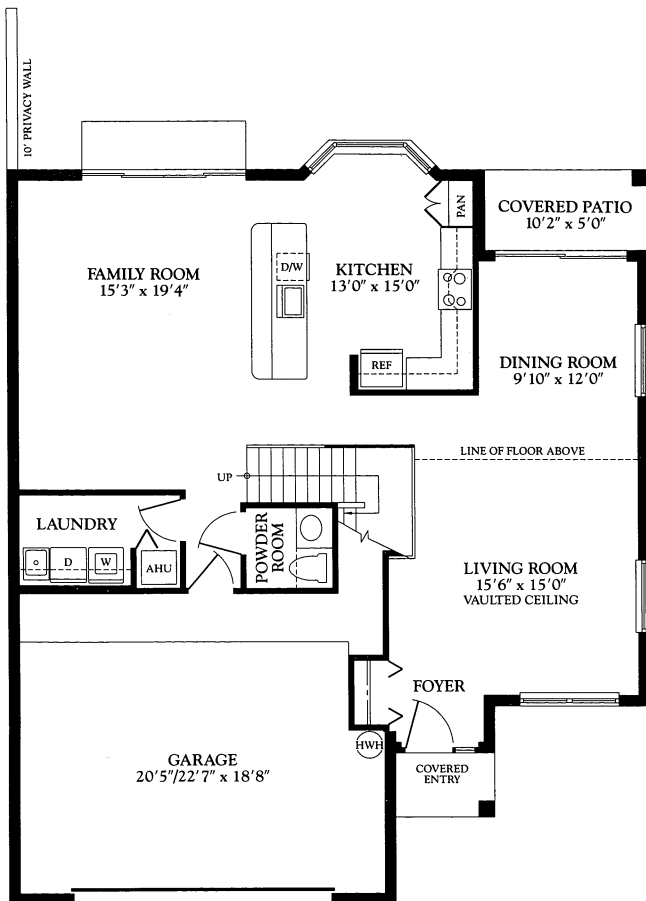 10' PRIVACY WALL
PAN
COVERED PATIO
10'2" x 5'0"
FAMILY ROOM
15'3" x 19'4"
D/W
KITCHEN
13'0" x 15'0"
REF
DINING ROOM
9'10" x 12'0"
LINE OF FLOOR ABOVE
UP
LAUNDRY
D
W
AHU
POWDER
ROOM
LIVING ROOM
15'6" x 15'0"
VAULTED CEILING
FOYER
HWH
GARAGE
20'5"/22'7" x 18'8"
COVERED
ENTRY